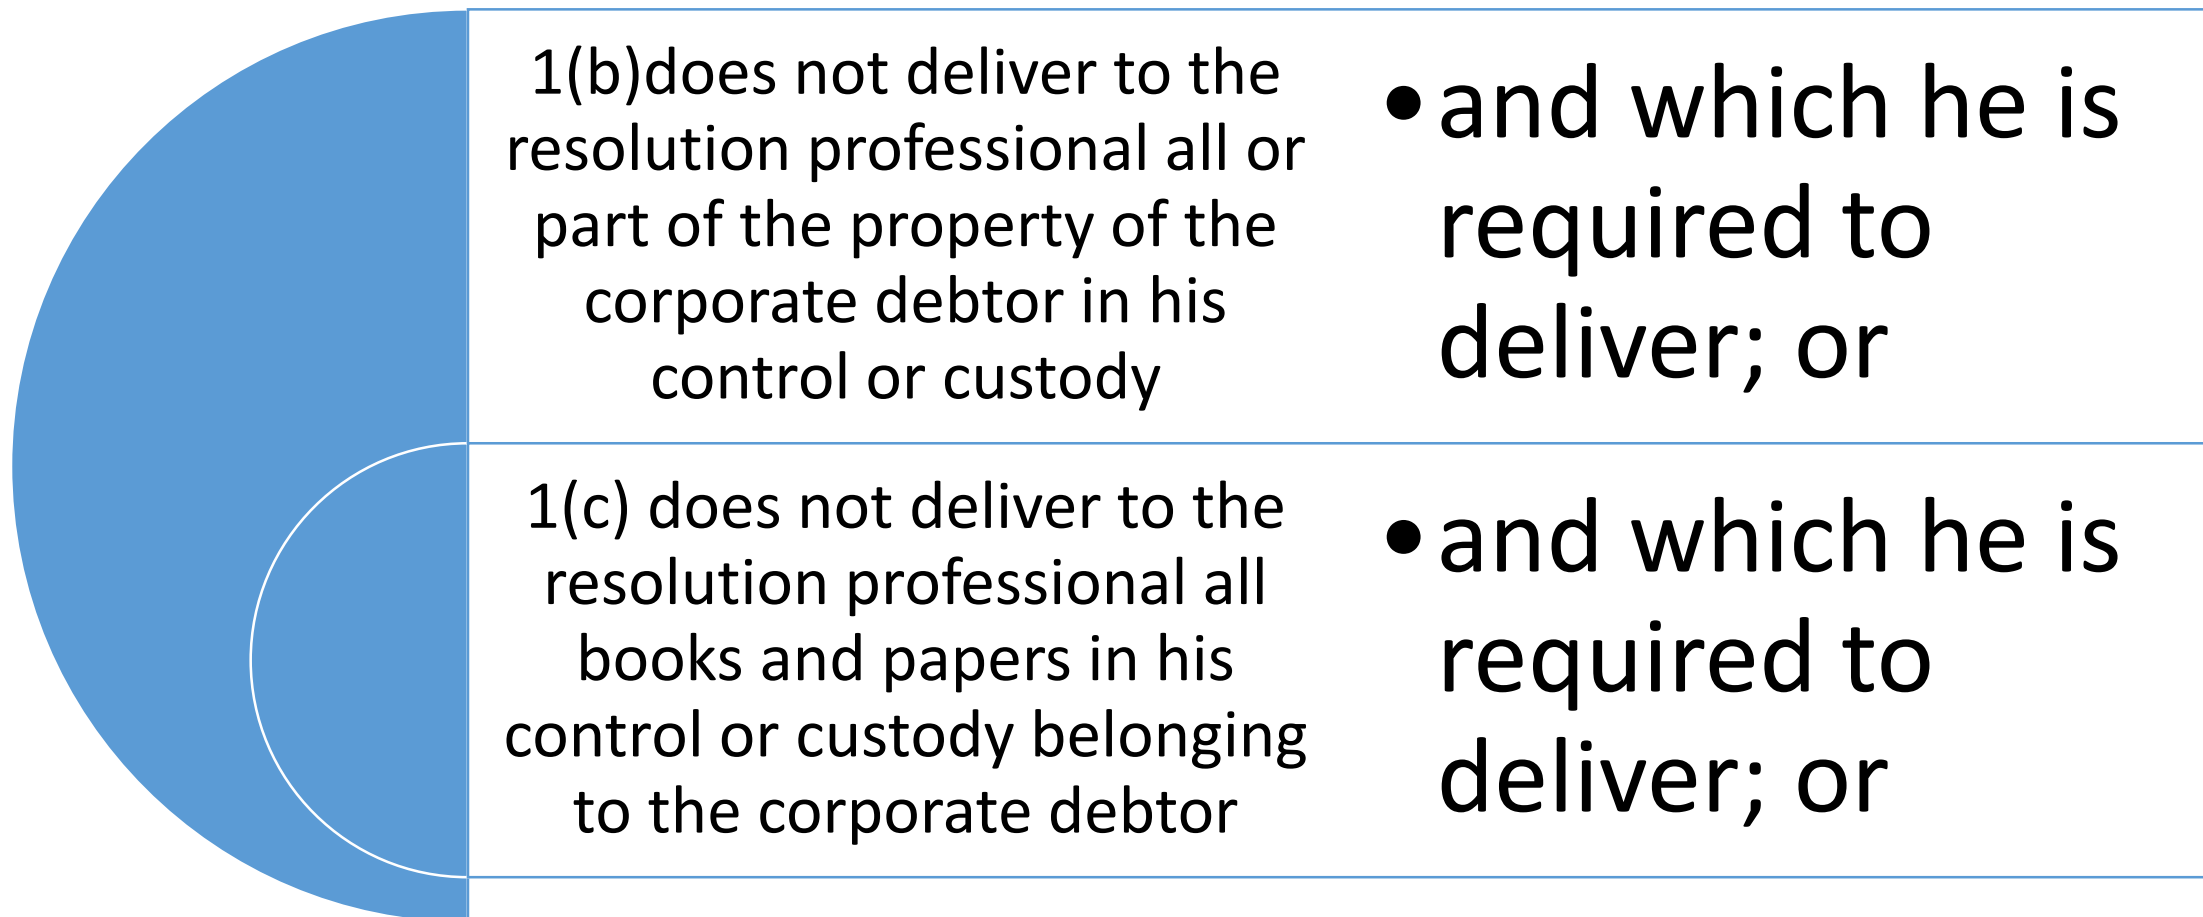 1(b)does not deliver to the
resolution professional all or
part of the property of the
corporate debtor in his
control or custody
•and which he is
required to
deliver; or
1(c) does not deliver to the
resolution professional all
books and papers in his
control or custody belonging
to the corporate debtor
•and which he is
required to
deliver; or